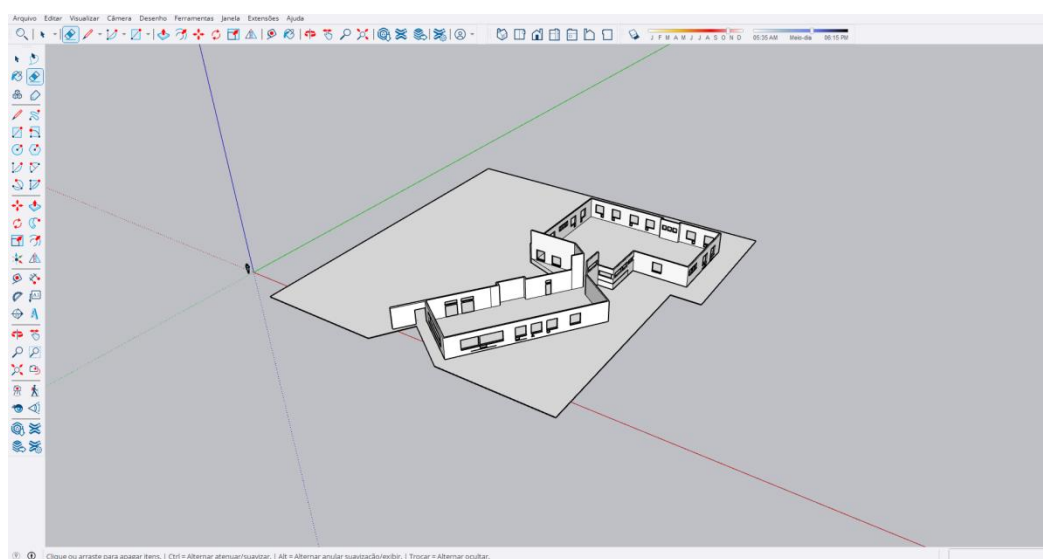 Arquivo Editar Visualizar Câmera Desenho Ferramentas Janela Extensões Ajuda
J F M A M J J A S O N D 05:35 AM Meio-dia 06:15 PM
Clique ou arraste para apagar itens. | Ctrl = Alternar atenuar/suavizar. | Alt = Alternar anular suavização/exibir. | Trocar = Alternar ocultar.